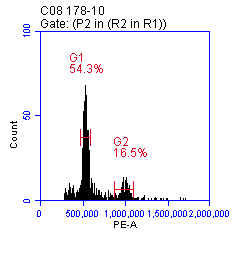 C08 178-10
Gate: (P2 in (R2 in R1))
100
G1
54.3%
50
G2
16.5%
Count
0
0 500,000 1,000,000 1,500,000 2,000,000
PE-A